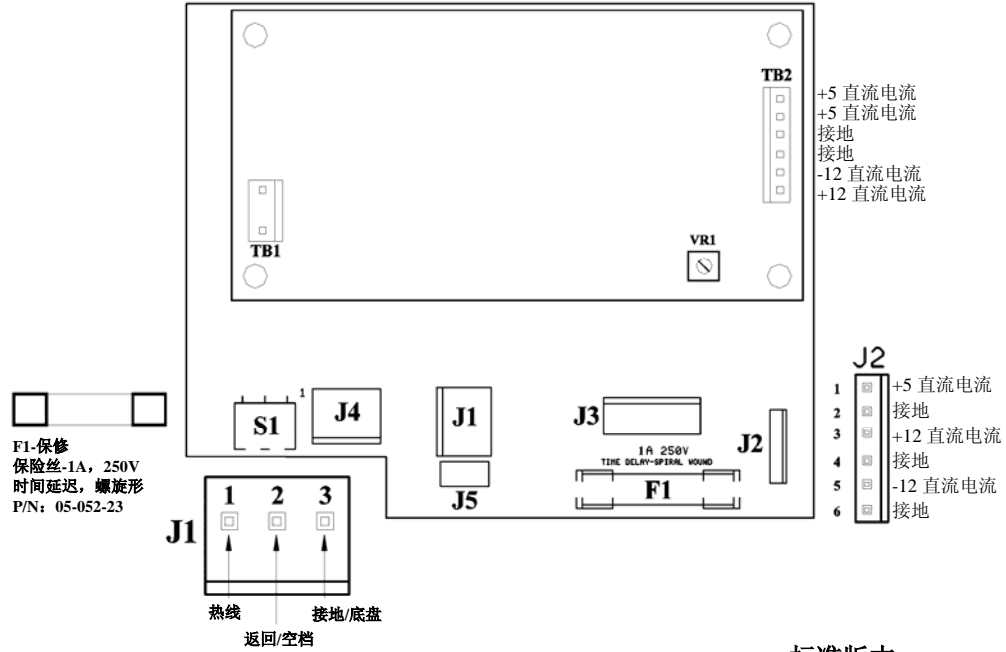 TB2
+5 直流电流
+5 直流电流
接地
接地
-12 直流电流
+12 直流电流
TB1
VR1
J2
1 +5 直流电流
2 接地
3 +12 直流电流
4 接地
5 -12 直流电流
6 接地
1
S1
J4
J1
J5
J3
J2
1A 250V
TIME DELAY-SPIRAL WOUND
F1
F1-保修
保险丝-1A，250V
时间延迟，螺旋形
P/N：05-052-23
J1
1 2 3
热线
接地/底盘
返回/空档